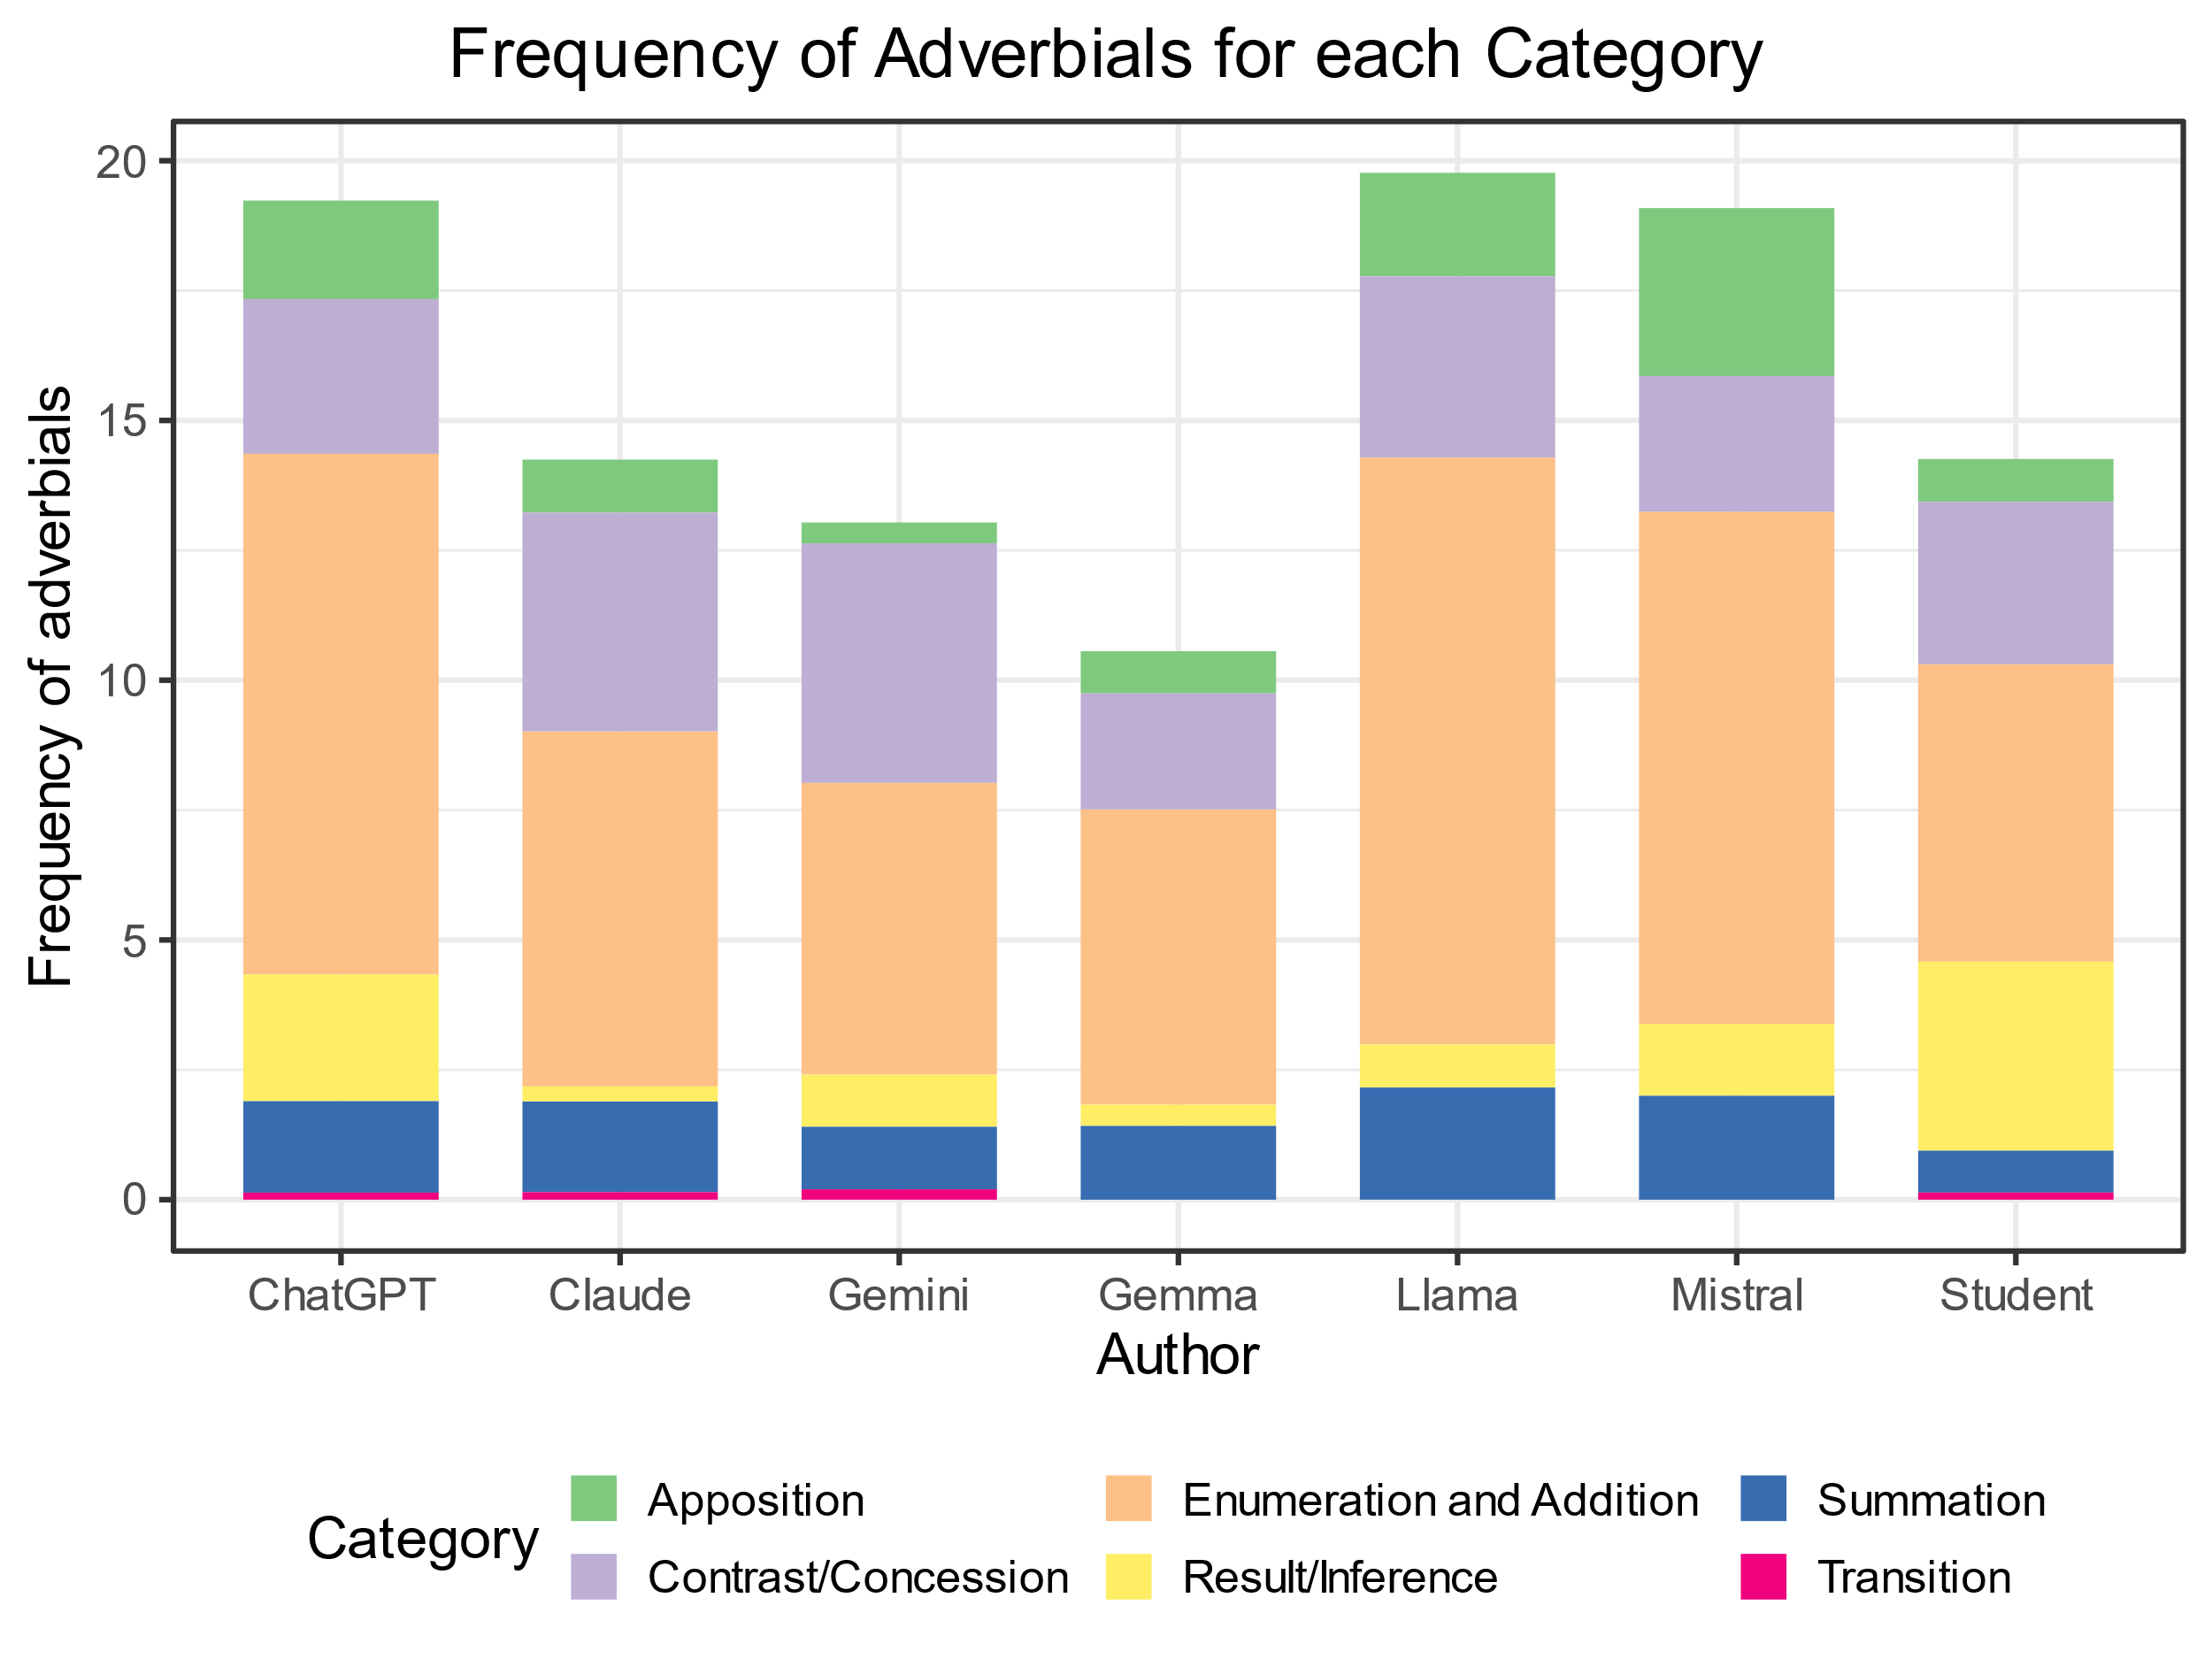 Frequency of Adverbials for each Category
Frequency of adverbials
20
15
10
5
0
ChatGPT Claude Gemini Gemma Llama Mistral Student
Author
Category
Apposition Enumeration and Addition Summation
Contrast/Concession Result/Inference Transition